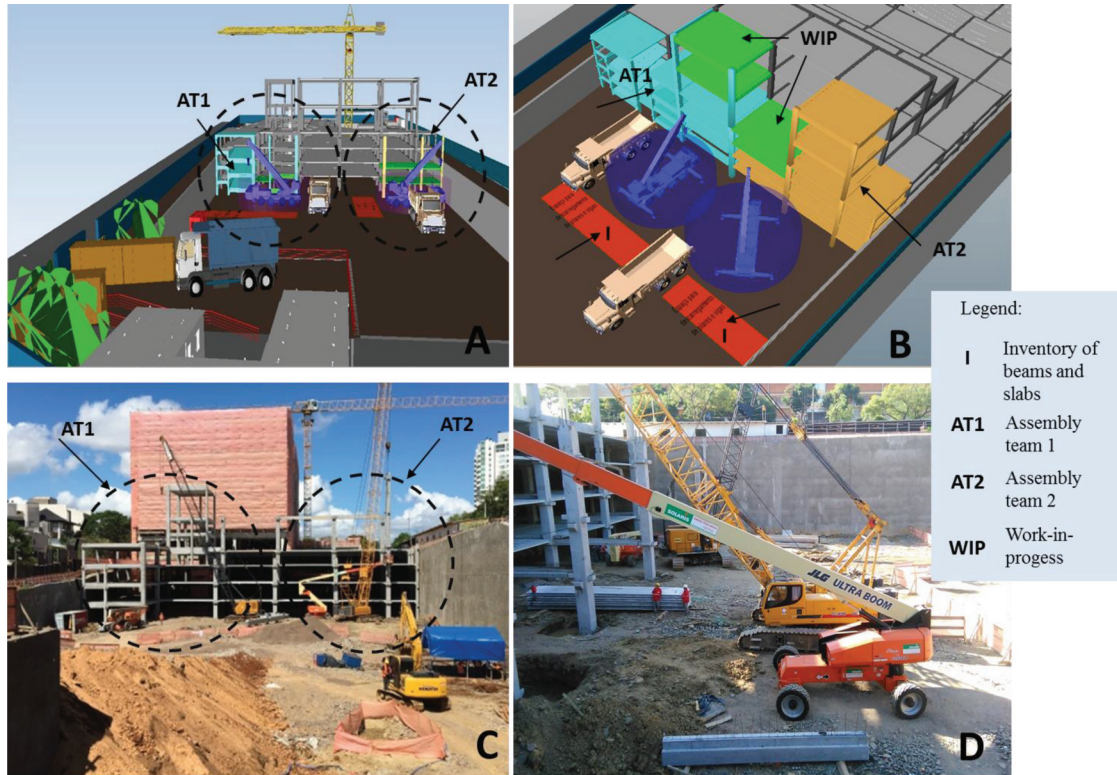 AT1
AT2
A
WIP
AT1
I
AT2
I
B
Legend:
I Inventory of
beams and
slabs
AT1 Assembly
team 1
AT2 Assembly
team 2
WIP Work-in-
progess
AT1
AT2
C
SOLARIS
JLG ULTRA BOOM
D